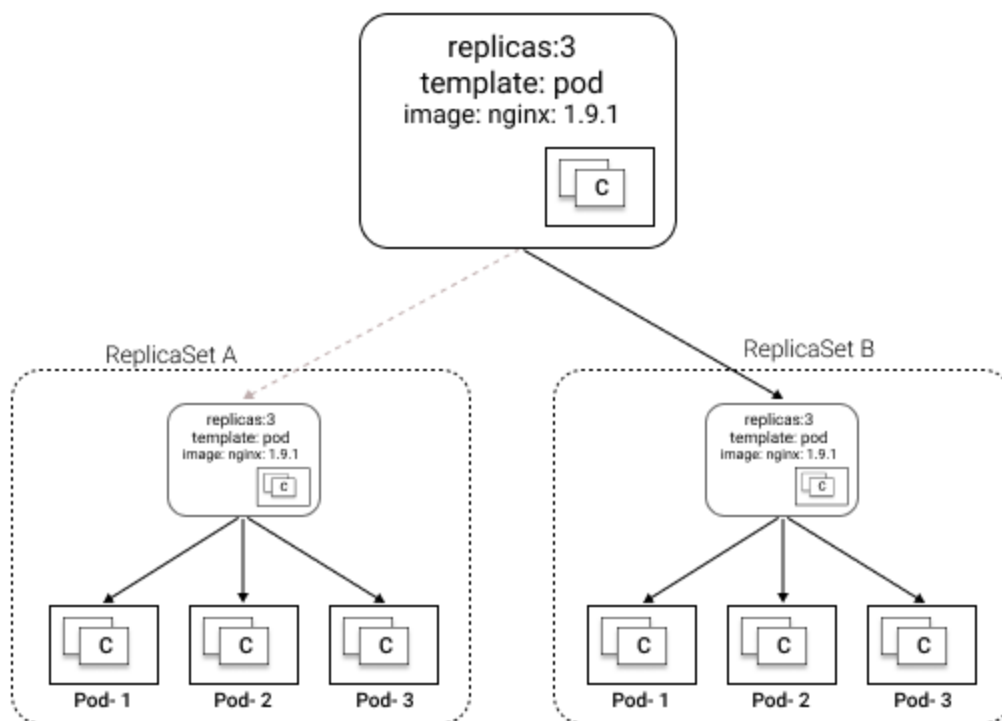 replicas:3
template: pod
image: nginx: 1.9.1
C
ReplicaSet A
replicas:3
template: pod
image: nginx: 1.9.1
C
C
C
C
Pod- 1
Pod- 2
Pod- 3
ReplicaSet B
replicas:3
template: pod
image: nginx: 1.9.1
C
C
C
C
Pod- 1
Pod- 2
Pod- 3